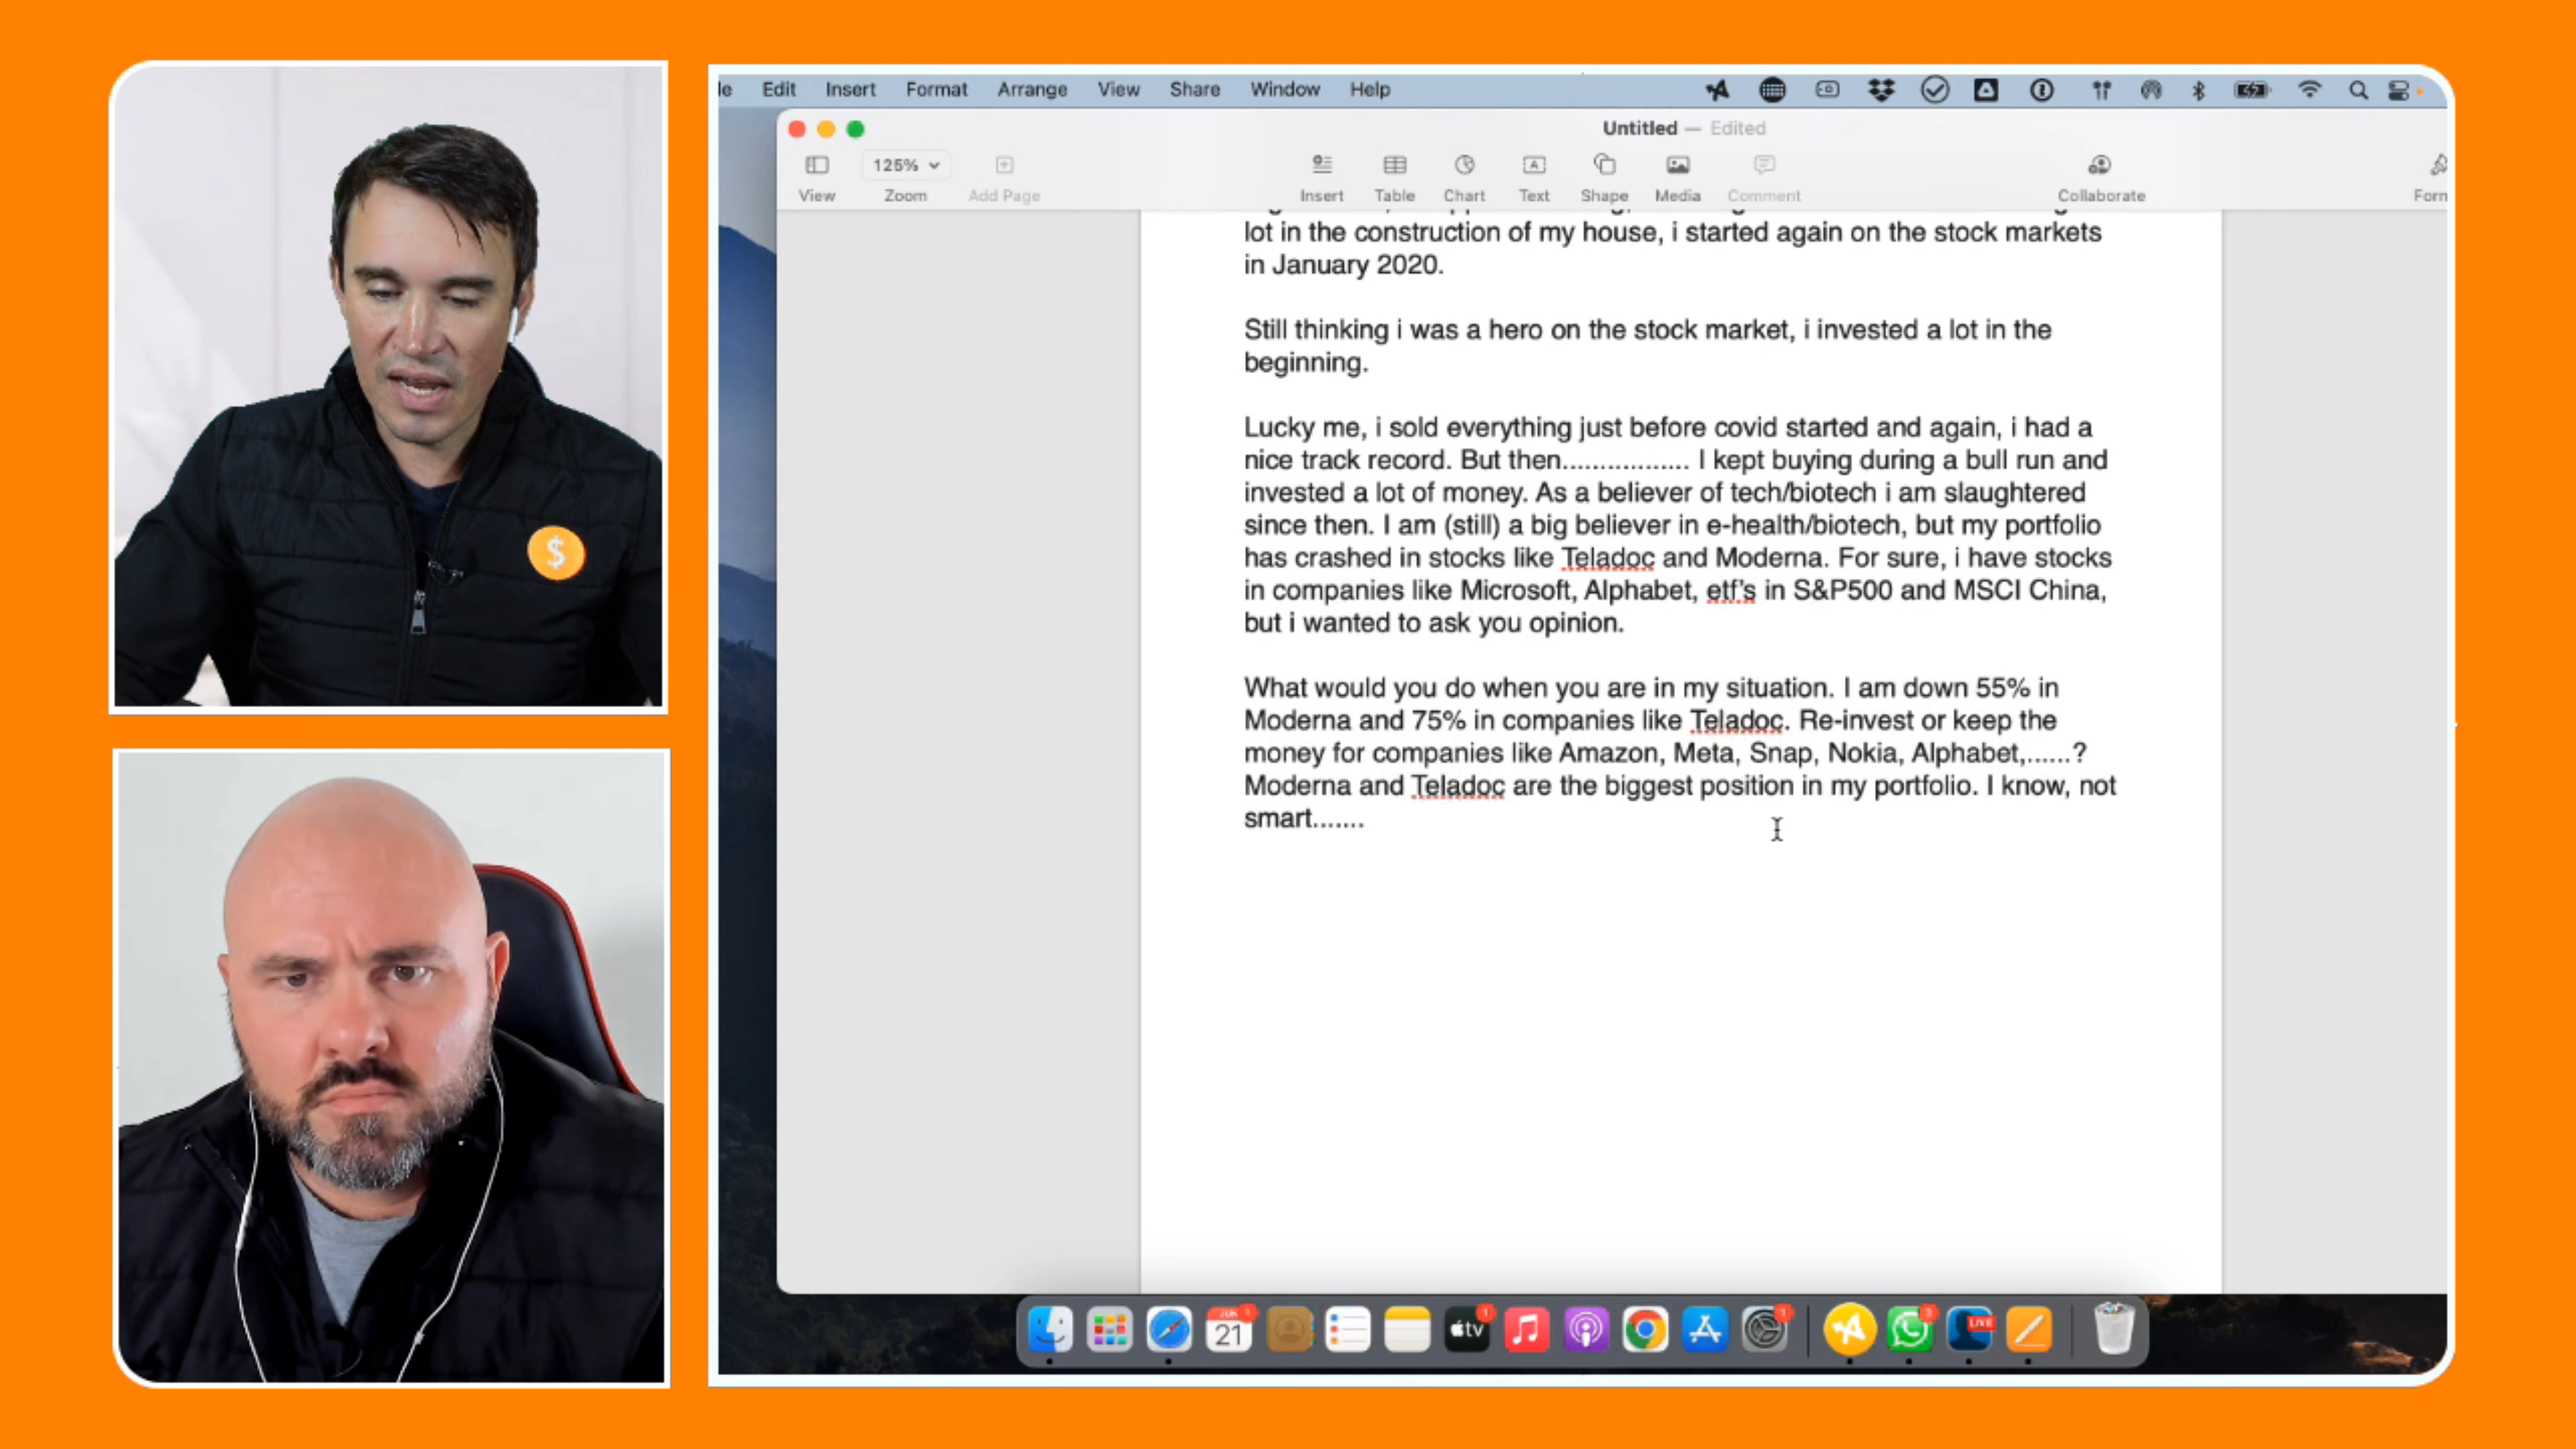 Edit Insert Format Arrange View Share Window Help
Untitled — Edited
125%
View Zoom Add Page Insert Table Chart Text Shape Media Comment Collaborate
lot in the construction of my house, i started again on the stock markets
in January 2020.
Still thinking i was a hero on the stock market, i invested a lot in the
beginning.
Lucky me, i sold everything just before covid started and again, i had a
nice track record. But then................. I kept buying during a bull run and
invested a lot of money. As a believer of tech/biotech i am slaughtered
since then. I am (still) a big believer in e-health/biotech, but my portfolio
has crashed in stocks like Teladoc and Moderna. For sure, i have stocks
in companies like Microsoft, Alphabet, etf's in S&P500 and MSCI China,
but i wanted to ask you opinion.
What would you do when you are in my situation. I am down 55% in
Moderna and 75% in companies like Teladoc. Re-invest or keep the
money for companies like Amazon, Meta, Snap, Nokia, Alphabet,......?
Moderna and Teladoc are the biggest position in my portfolio. I know, not
smart.......
$
JUN
21
tv
LIVE